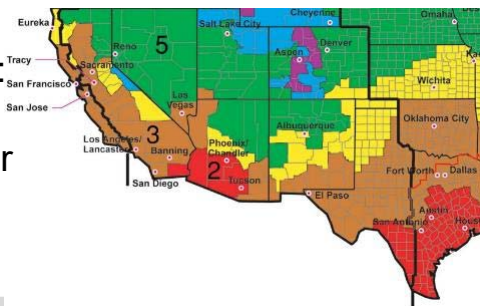 Eureka
Cheyenne
Omaha
Salt Lake City
5
Reno
Aspen
Denver
Tracy
Sacramento
San Francisco
Wichita
San Jose
Las
Vegas
Oklahoma City
3
Albuquerque
Los Angeles/
Lancaster
Banning
Phoenix/
Chandler
2
r
Fort Worth
Dallas
San Diego
Tucson
El Paso
Austin
San Antonio
Houst